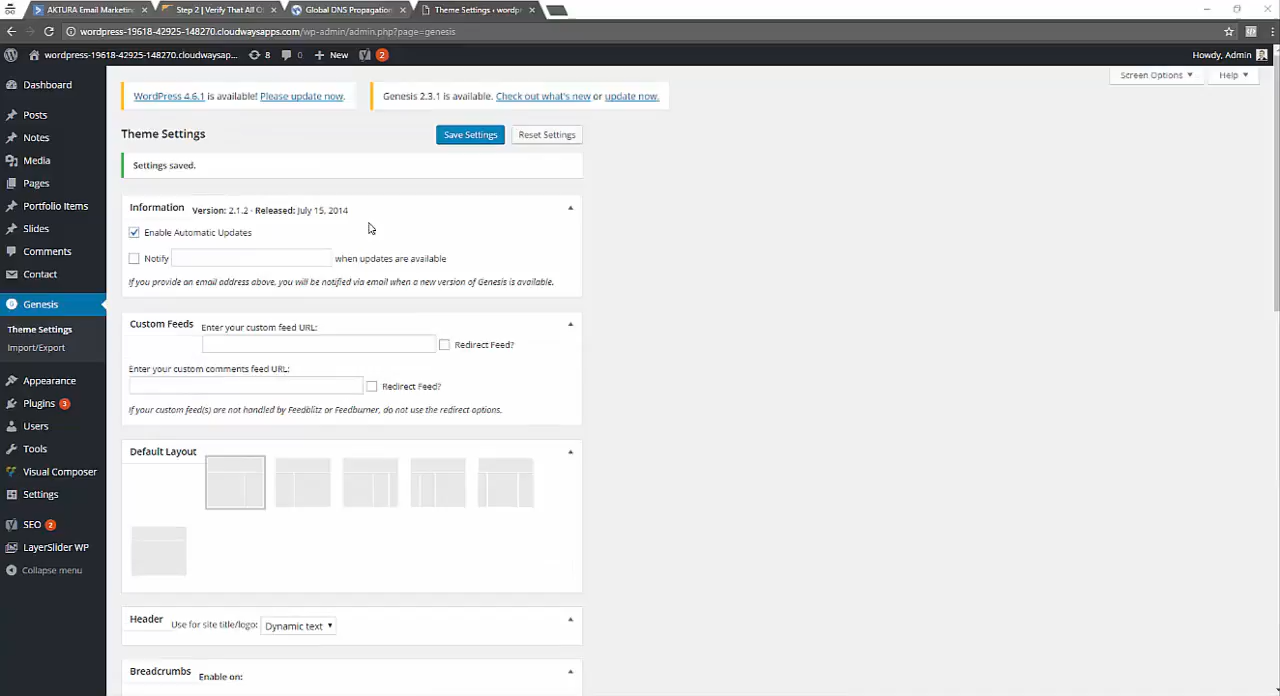 AKTURA Email Marketin
Step 2 | Verify That All O
Global DNS Propagation
Theme Settings ‹ wordp
wordpress-19618-42925-148270.cloudwaysapps.com/wp-admin/admin.php?page=genesis
wordpress-19618-42925-148270.cloudwaysap... 8 0 New 2 Howdy, Admin
Screen Options Help
Dashboard
Posts
Notes
Media
Pages
Portfolio Items
Slides
Comments
Contact
Genesis
Theme Settings
Import/Export
Appearance
Plugins 3
Users
Tools
Visual Composer
Settings
SEO 2
LayerSlider WP
Collapse menu
WordPress 4.6.1 is available! Please update now.
Genesis 2.3.1 is available. Check out what's new or update now.
Theme Settings Save Settings Reset Settings
Settings saved.
Information Version: 2.1.2 · Released: July 15, 2014
Enable Automatic Updates
Notify when updates are available
If you provide an email address above, you will be notified via email when a new version of Genesis is available.
Custom Feeds Enter your custom feed URL:
Redirect Feed?
Enter your custom comments feed URL:
Redirect Feed?
If your custom feed(s) are not handled by Feedblitz or Feedburner, do not use the redirect options.
Default Layout
Header Use for site title/logo: Dynamic text
Breadcrumbs Enable on: